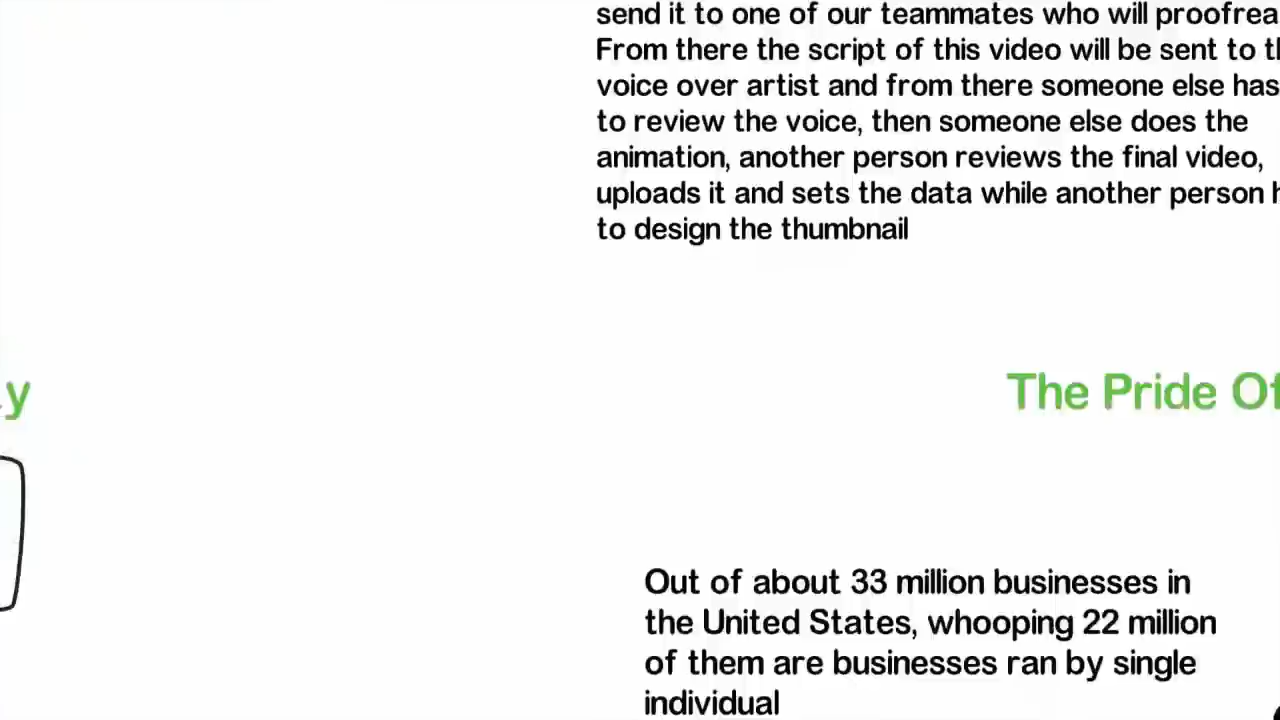 send it to one of our teammates who will
From there the script of this video will be sent to
voice over artist and from there someone else has
to review the voice, then someone else does the
animation, another person reviews the final video,
uploads it and sets the data while another person
to design the thumbnail
The Pride Of
Out of about 33 million businesses in
the United States, whooping 22 million
of them are businesses ran by single
individual